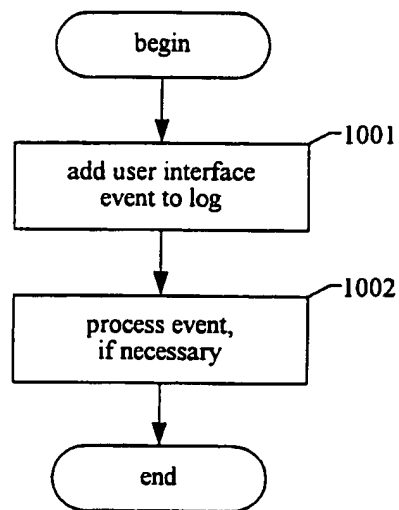 begin
1001
add user interface
event to log
1002
process event,
if necessary
end